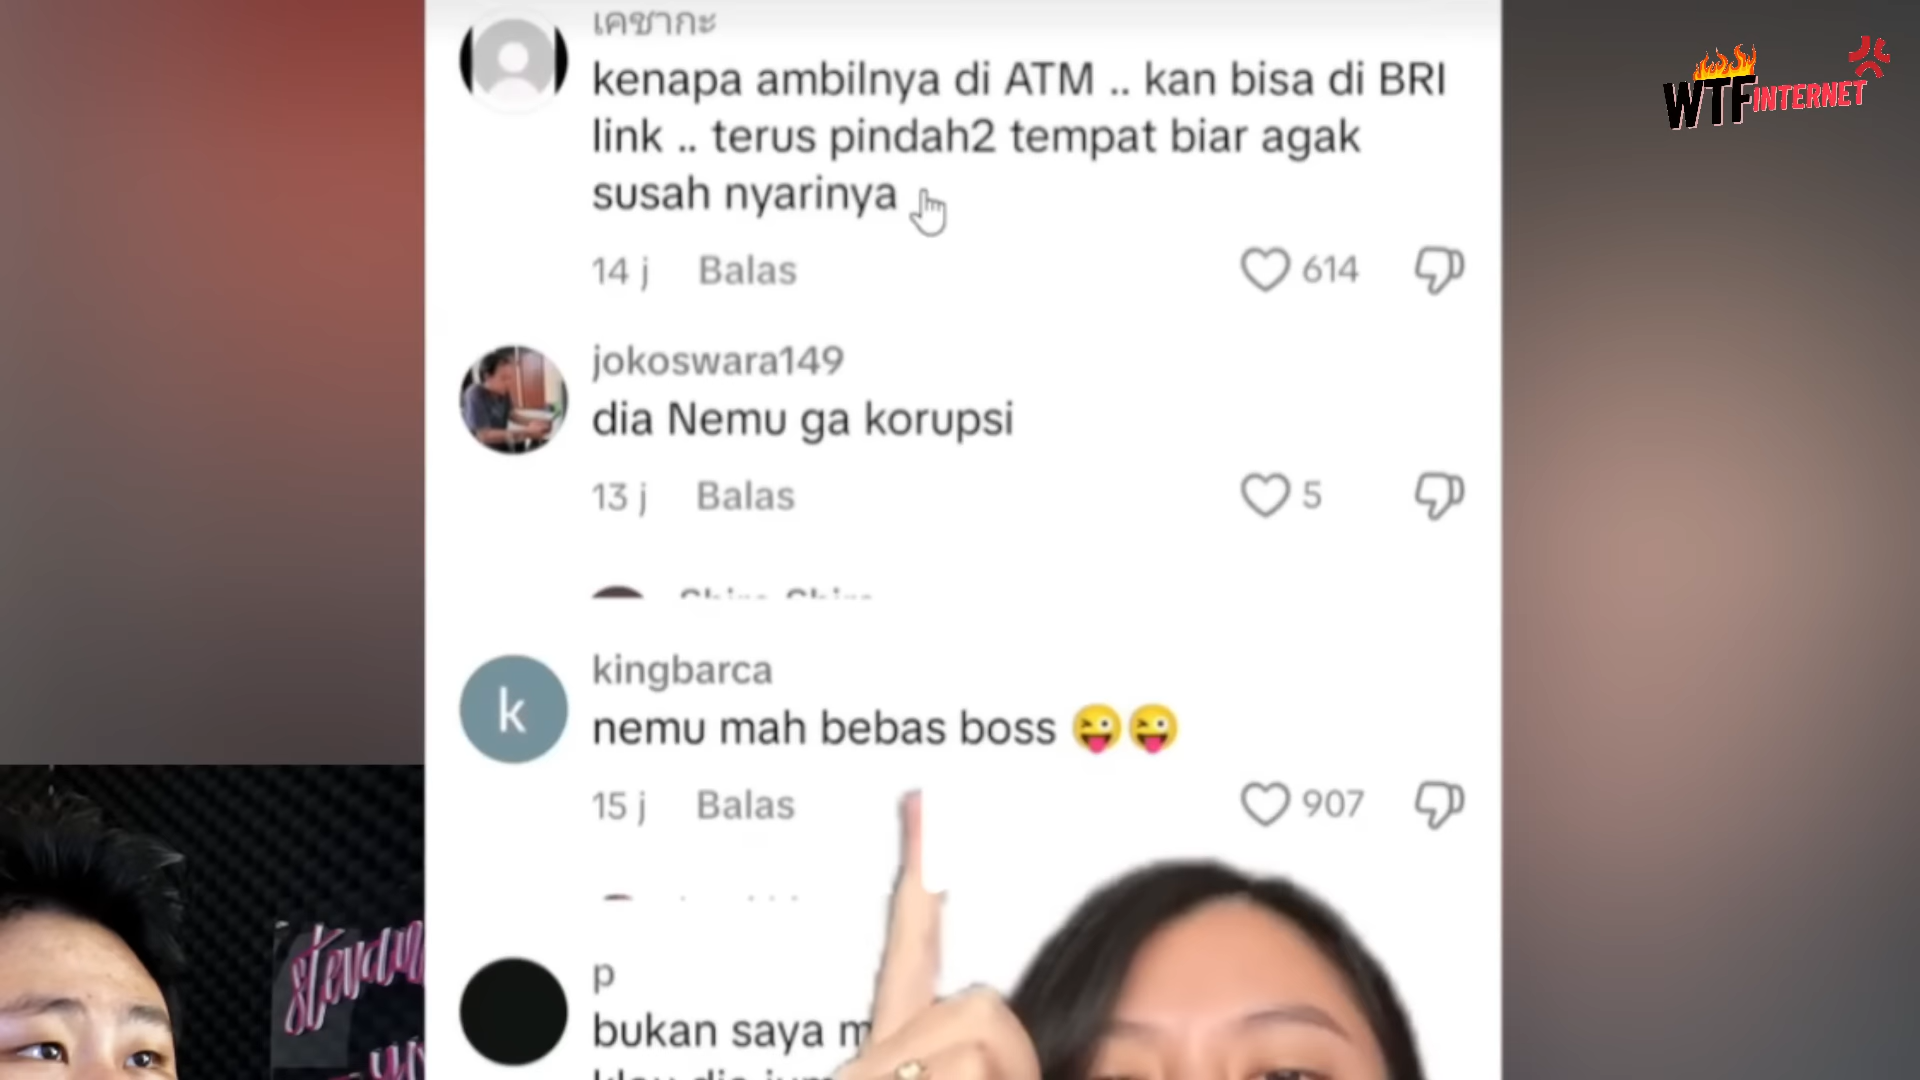 เคชากะ
WTF INTERNET
kenapa ambilnya di ATM .. kan bisa di BRI
link .. terus pindah2 tempat biar agak
susah nyarinya
14 j Balas 614
jokoswara149
dia Nemu ga korupsi
13 j Balas 5
kingbarca
nemu mah bebas boss 😜😜
15 j Balas 907
k
p
bukan saya